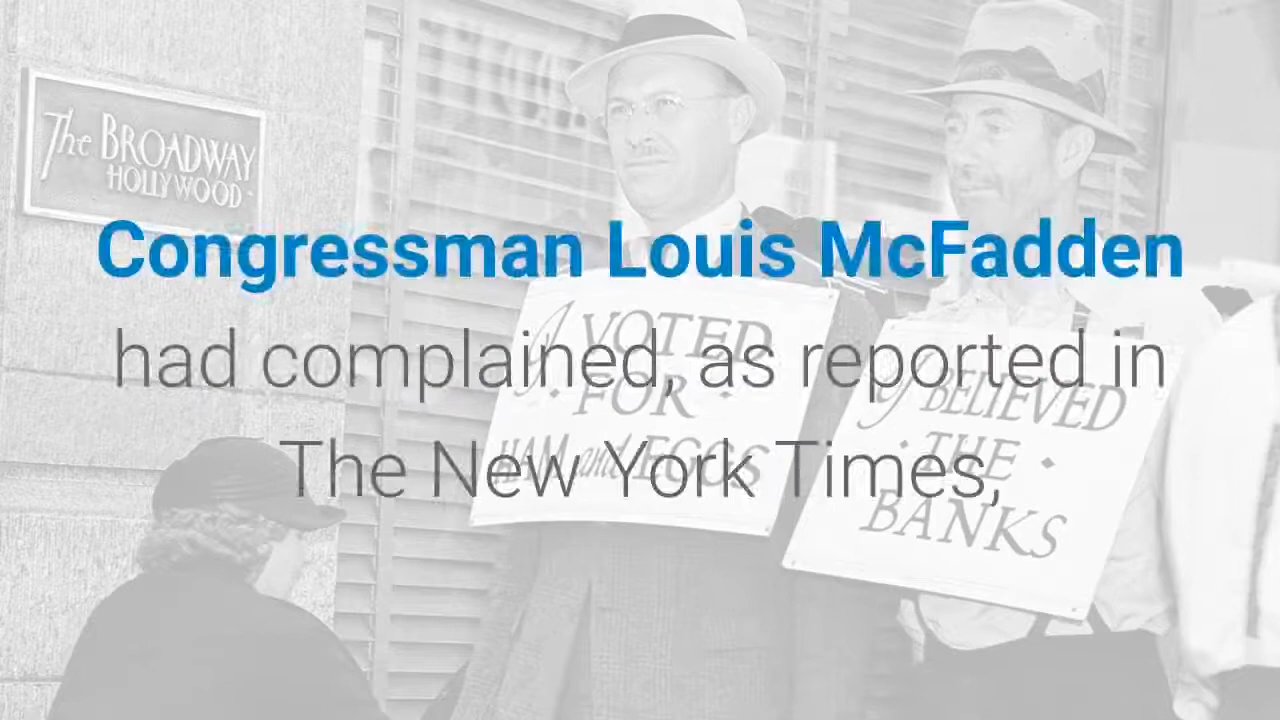 The BROADWAY
HOLLYWOOD
Congressman Louis McFadden
had complained, as reported in
The New York Times,
I VOTED
FOR
HAM and EGGS
I BELIEVED
THE
BANKS